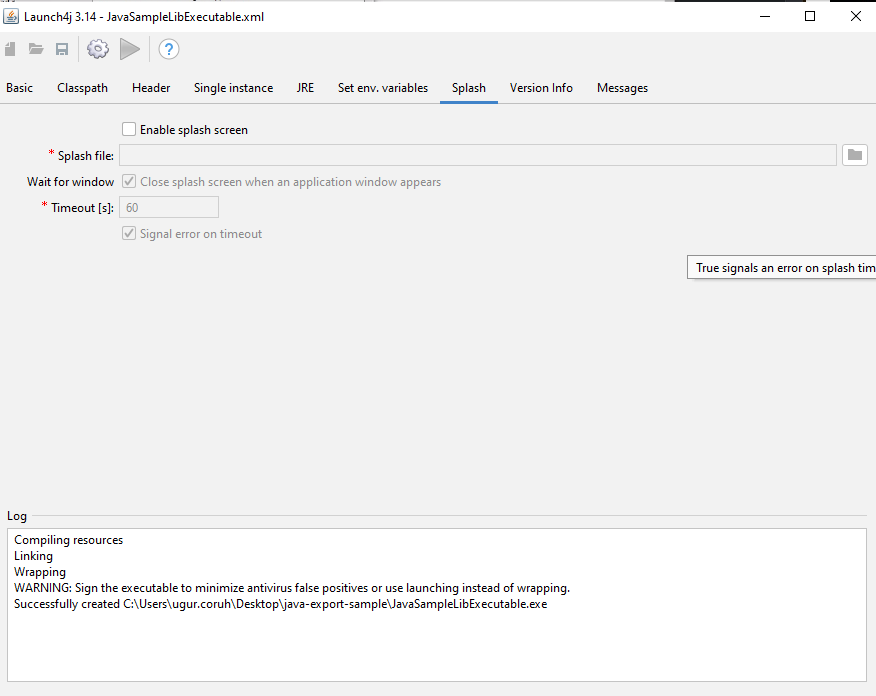 Launch4j 3.14 - JavaSampleLibExecutable.xml
?
Basic Classpath Header Single instance JRE Set env. variables Splash Version Info Messages
Enable splash screen
* Splash file:
Wait for window Close splash screen when an application window appears
* Timeout [s]: 60
Signal error on timeout
True signals an error on splash tim
Log
Compiling resources
Linking
Wrapping
WARNING: Sign the executable to minimize antivirus false positives or use launching instead of wrapping.
Successfully created C:\Users\ugur.coruh\Desktop\java-export-sample\JavaSampleLibExecutable.exe